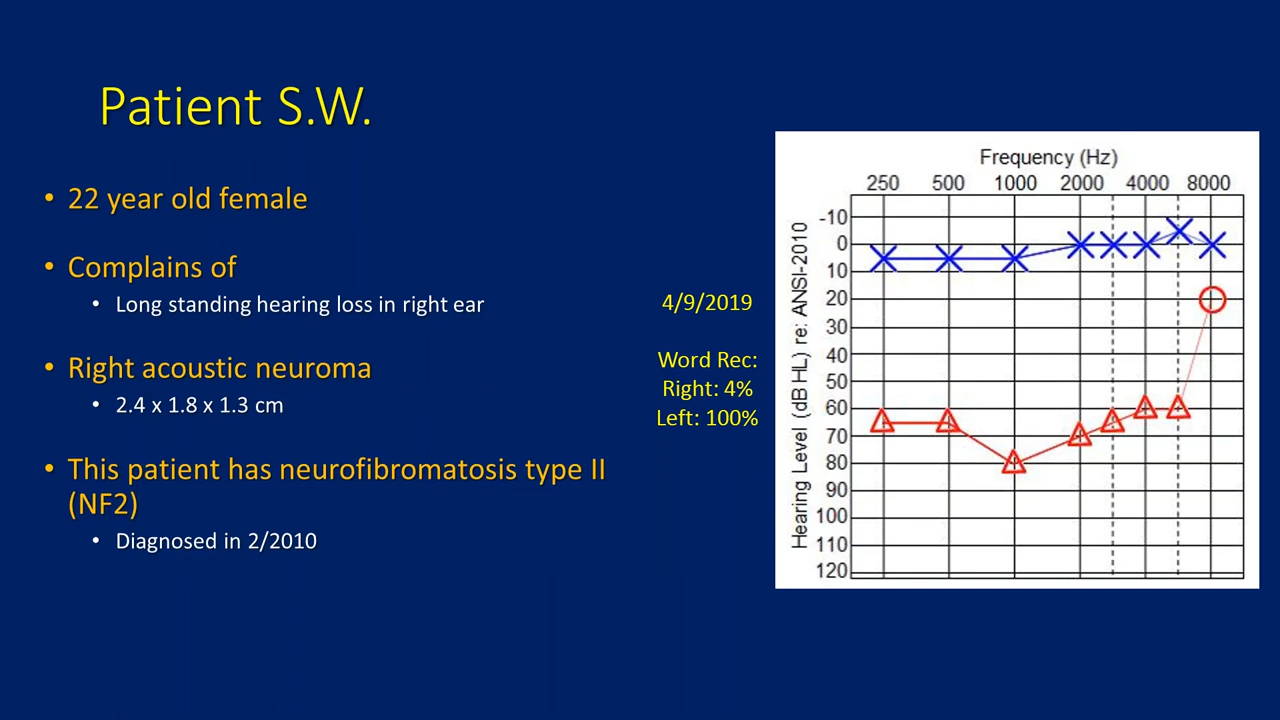 Patient S.W.
• 22 year old female
• Complains of
• Long standing hearing loss in right ear
• Right acoustic neuroma
• 2.4 x 1.8 x 1.3 cm
• This patient has neurofibromatosis type II
(NF2)
• Diagnosed in 2/2010
4/9/2019
Word Rec:
Right: 4%
Left: 100%
Frequency (Hz)
250 500 1000 2000 4000 8000
Hearing Level (dB HL) re: ANSI-2010
-10
0
10
20
30
40
50
60
70
80
90
100
110
120